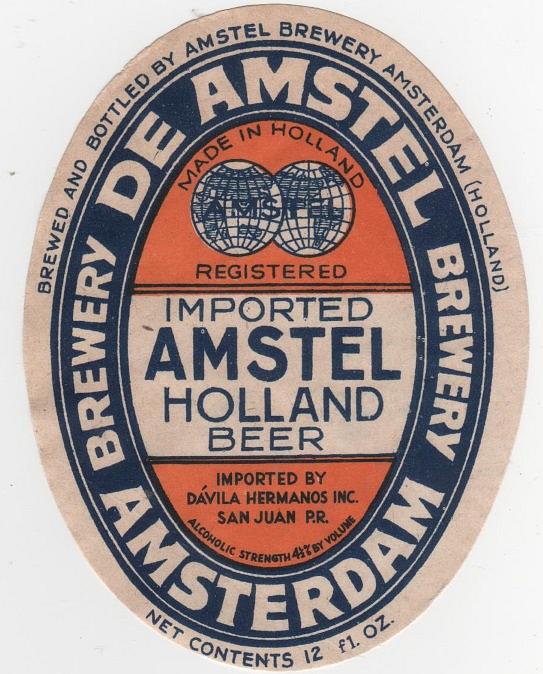 BREWED AND BOTTLED BY AMSTEL BREWERY AMSTERDAM (HOLLAND)
BREWERY DE AMSTEL BREWERY
MADE IN HOLLAND
AMSTEL
REGISTERED
IMPORTED
AMSTEL
HOLLAND
BEER
IMPORTED BY
DÁVILA HERMANOS INC.
SAN JUAN P.R.
ALCOHOLIC STRENGTH 4½% BY VOLUME
AMSTERDAM
NET CONTENTS 12 fl. OZ.